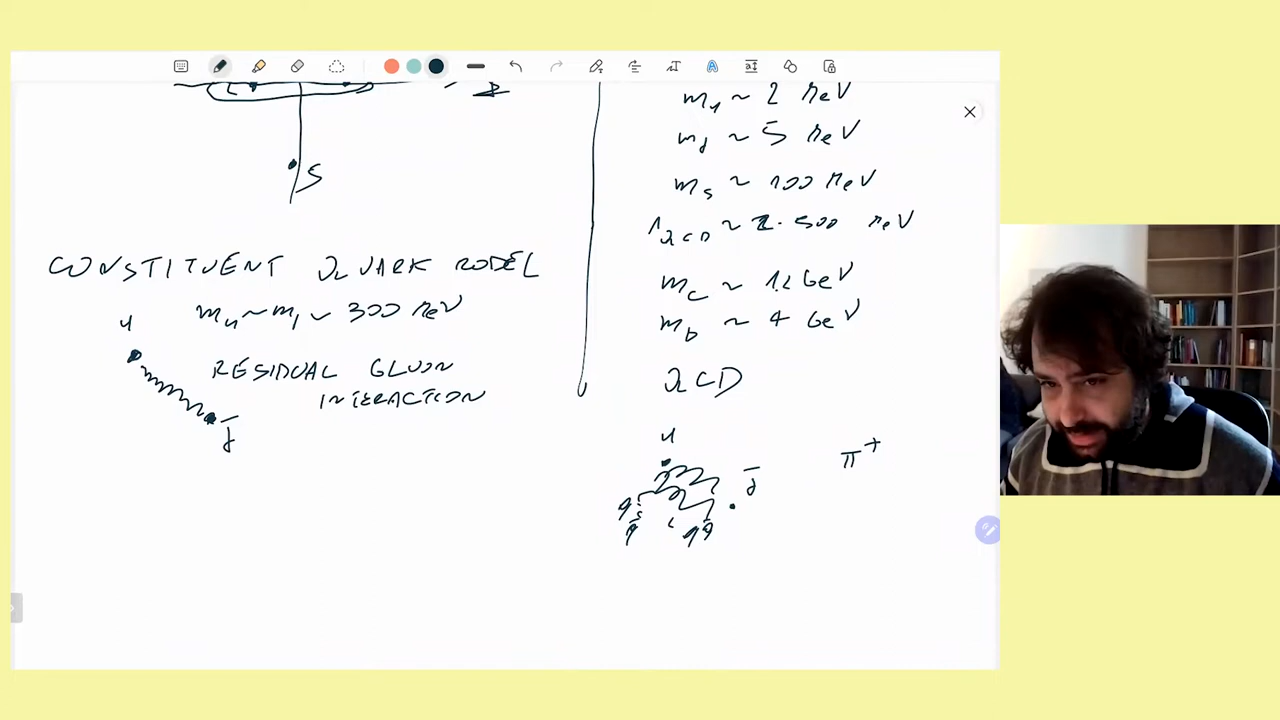 S
CONSTITUENT QUARK MODEL
m_u ~ m_d ~ 300 MeV
u
RESIDUAL GLUON
INTERACTION
d̄
m_u ~ 2 MeV
m_d ~ 5 MeV
m_s ~ 100 MeV
Λ_QCD ~ 500 MeV
m_c ~ 1.2 GeV
m_b ~ 4 GeV
QCD
u
d̄
π⁺
q
q̄
q q̄